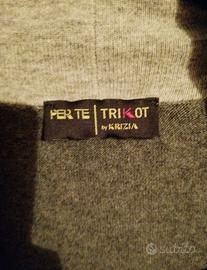 PER TE | TRIKOT
by KRIZIA
subito